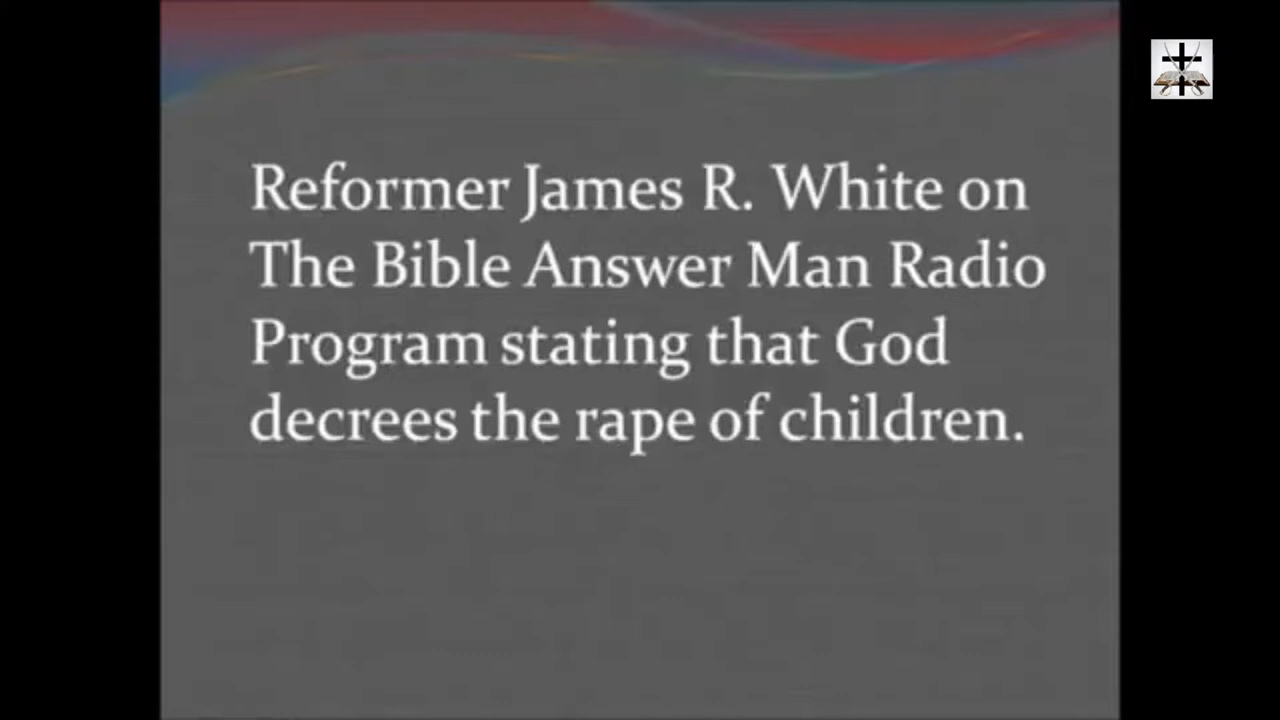 Reformer James R. White on
The Bible Answer Man Radio
Program stating that God
decrees the rape of children.